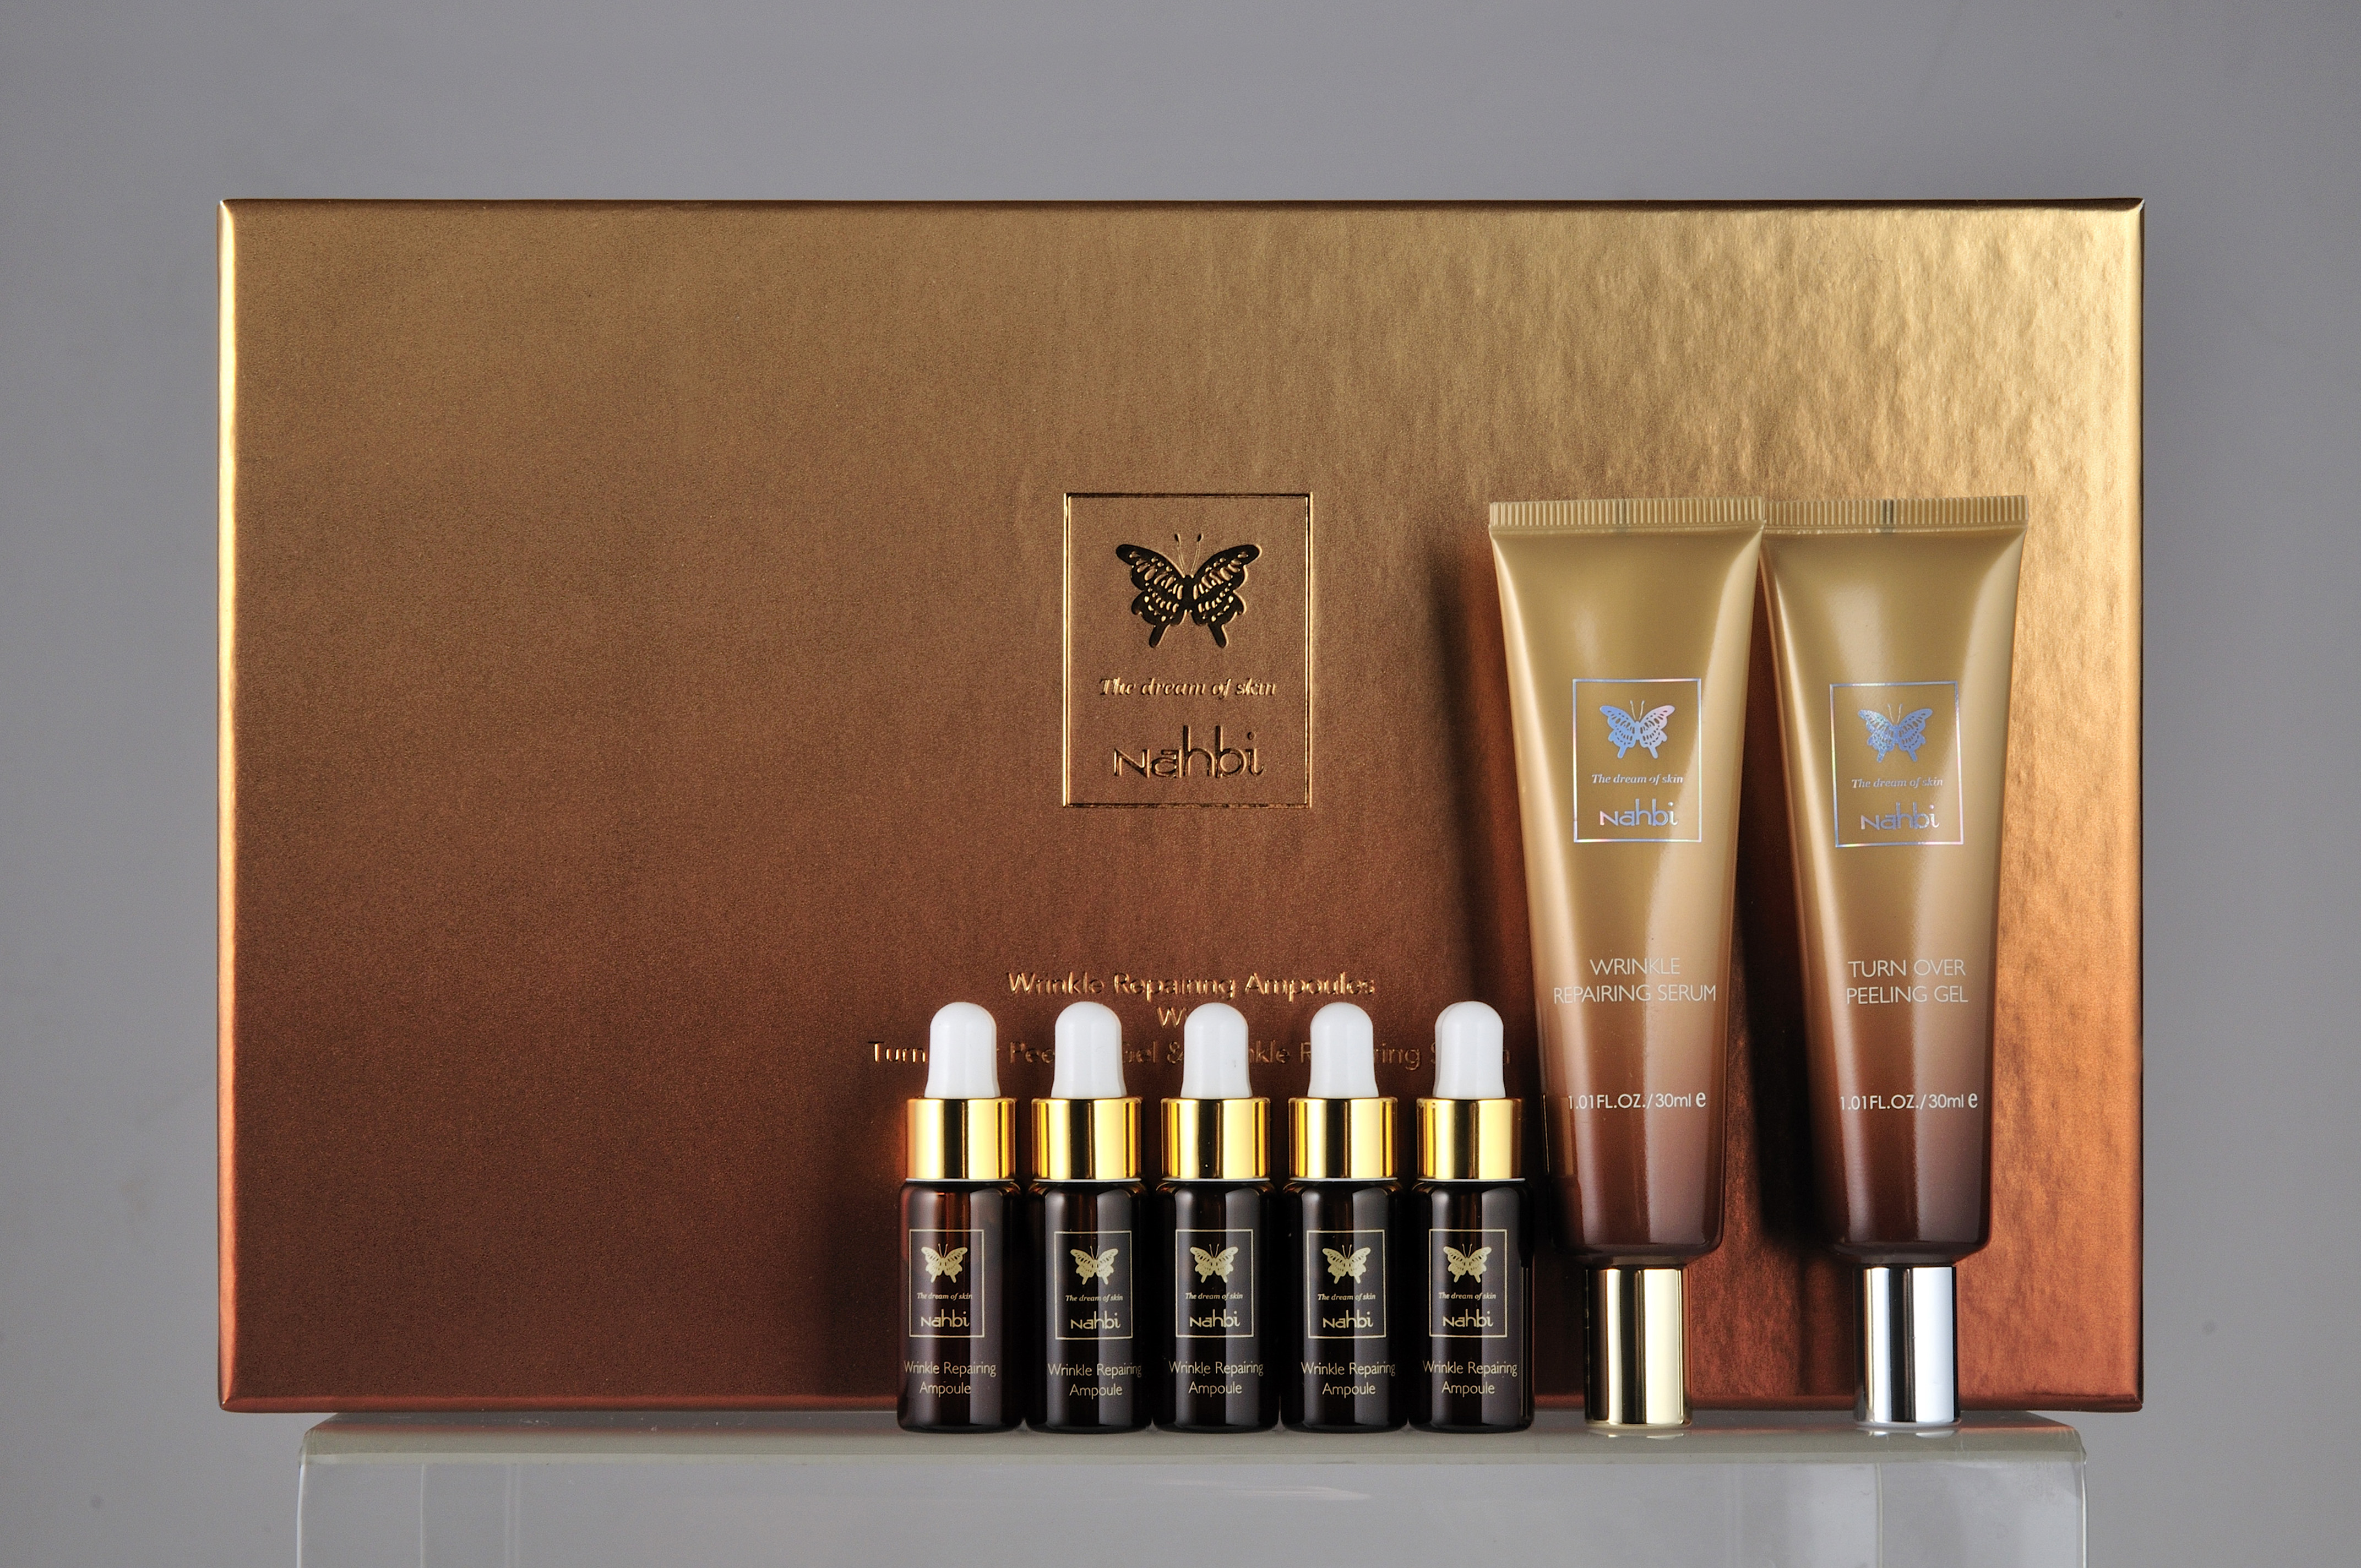 The dream of skin
Nahbi
Wrinkle Repairing Ampoules
Turn
The dream of skin
Nahbi
WRINKLE
REPAIRING SERUM
1.01FL.OZ./30ml e
The dream of skin
Nahbi
TURN OVER
PEELING GEL
1.01FL.OZ./30ml e
The dream of skin
Nahbi
Wrinkle Repairing
Ampoule
The dream of skin
Nahbi
Wrinkle Repairing
Ampoule
The dream of skin
Nahbi
Wrinkle Repairing
Ampoule
The dream of skin
Nahbi
Wrinkle Repairing
Ampoule
The dream of skin
Nahbi
Wrinkle Repairing
Ampoule